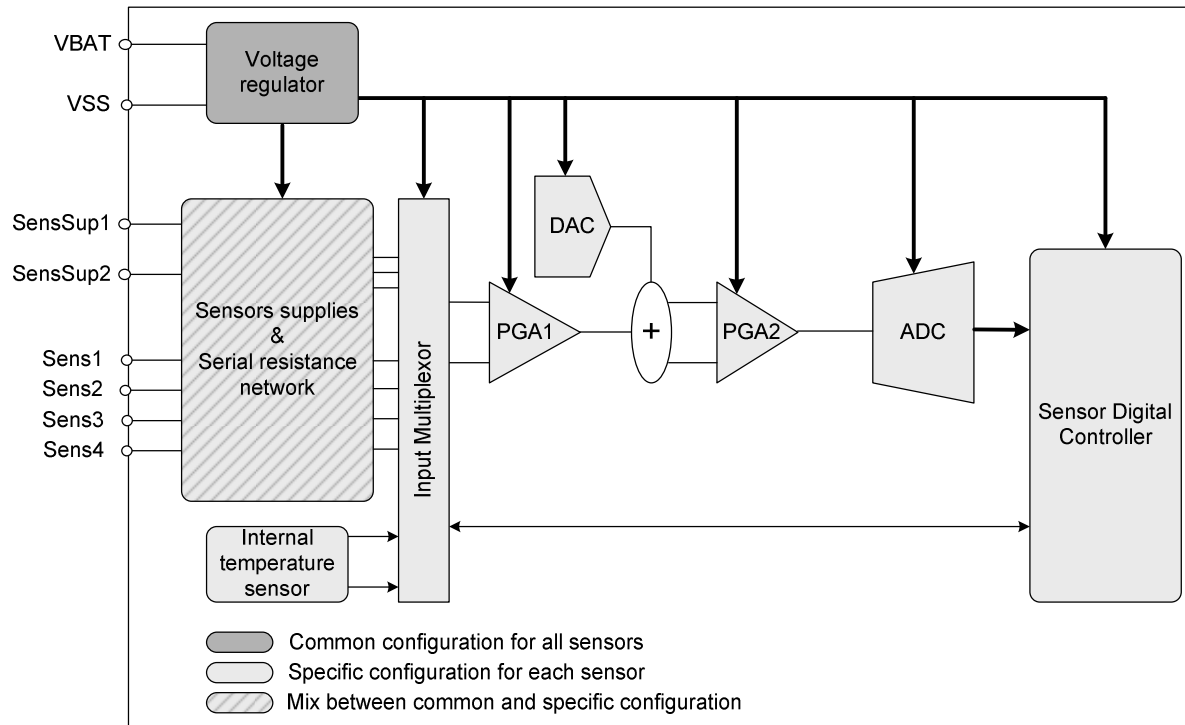 VBAT
Voltage
regulator
VSS
DAC
SensSup1
SensSup2
Sensors supplies
&
Serial resistance
network
PGA1
+
PGA2
ADC
Sens1
Sens2
Sens3
Sens4
Input Multiplexor
Sensor Digital
Controller
Internal
temperature
sensor
Common configuration for all sensors
Specific configuration for each sensor
Mix between common and specific configuration